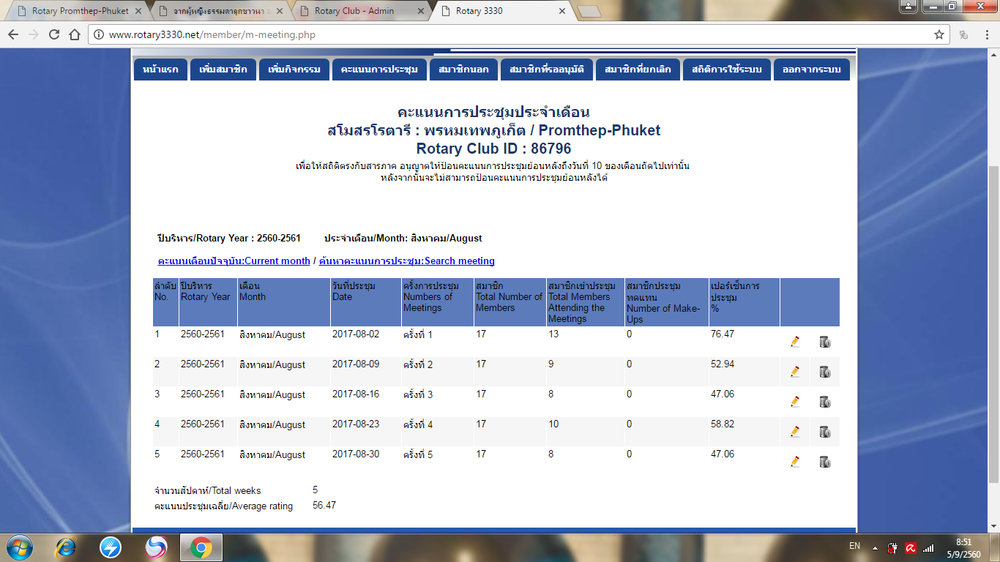 Rotary Promthep-Phuket
จากผู้หญิงธรรมดาลูกชาวนา
Rotary Club - Admin
Rotary 3330
www.rotary3330.net/member/m-meeting.php
หน้าแรก เพิ่มสมาชิก เพิ่มกิจกรรม คะแนนการประชุม สมาชิกนอก สมาชิกที่รออนุมัติ สมาชิกที่ยกเลิก สถิติการใช้ระบบ ออกจากระบบ
คะแนนการประชุมประจำเดือน
สโมสรโรตารี : พรหมเทพภูเก็ต / Promthep-Phuket
Rotary Club ID : 86796
เพื่อให้สถิติตรงกับสารภาค อนุญาตให้ป้อนคะแนนการประชุมย้อนหลังถึงวันที่ 10 ของเดือนถัดไปเท่านั้น
หลังจากนั้นจะไม่สามารถป้อนคะแนนการประชุมย้อนหลังได้
ปีบริหาร/Rotary Year : 2560-2561 ประจำเดือน/Month: สิงหาคม/August
คะแนนเดือนปัจจุบัน:Current month / ค้นหาคะแนนการประชุม:Search meeting
ลำดับ ปีบริหาร เดือน วันที่ประชุม ครั้งการประชุม สมาชิก สมาชิกเข้าประชุม สมาชิกประชุม เปอร์เซ็นการ
No. Rotary Year Month Date Numbers of Total Number of Total Members ทดแทน ประชุม
Meetings Members Attending the Number of Make- %
Meetings Ups
1 2560-2561 สิงหาคม/August 2017-08-02 ครั้งที่ 1 17 13 0 76.47
2 2560-2561 สิงหาคม/August 2017-08-09 ครั้งที่ 2 17 9 0 52.94
3 2560-2561 สิงหาคม/August 2017-08-16 ครั้งที่ 3 17 8 0 47.06
4 2560-2561 สิงหาคม/August 2017-08-23 ครั้งที่ 4 17 10 0 58.82
5 2560-2561 สิงหาคม/August 2017-08-30 ครั้งที่ 5 17 8 0 47.06
จำนวนสัปดาห์/Total weeks 5
คะแนนประชุมเฉลี่ย/Average rating 56.47
EN
8:51
5/9/2560